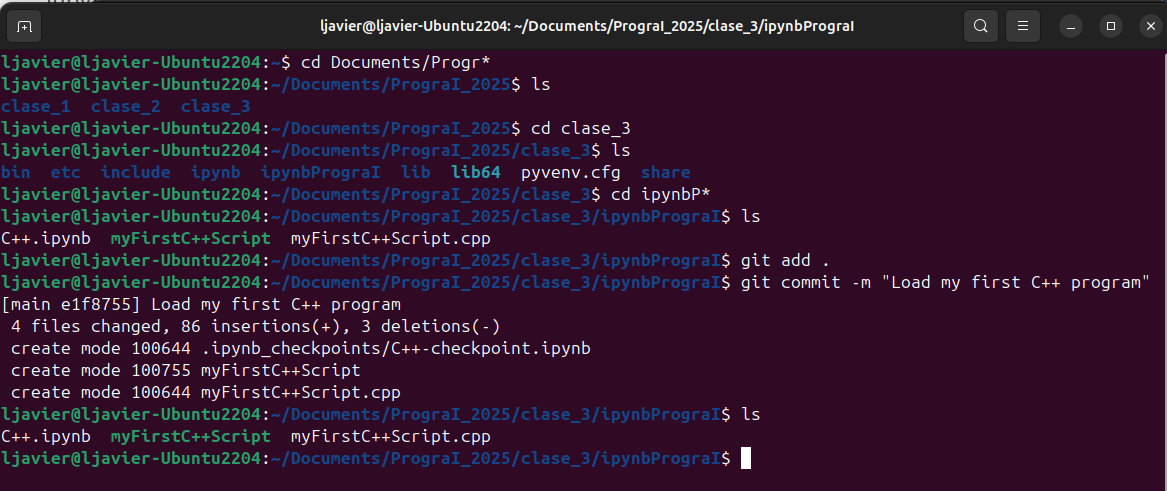 ljavier@ljavier-Ubuntu2204: ~/Documents/PrograI_2025/clase_3/ipynbPrograI
ljavier@ljavier-Ubuntu2204:~$ cd Documents/Progr*
ljavier@ljavier-Ubuntu2204:~/Documents/PrograI_2025$ ls
clase_1  clase_2  clase_3
ljavier@ljavier-Ubuntu2204:~/Documents/PrograI_2025$ cd clase_3
ljavier@ljavier-Ubuntu2204:~/Documents/PrograI_2025/clase_3$ ls
bin  etc  include  ipynb  ipynbPrograI  lib  lib64  pyvenv.cfg  share
ljavier@ljavier-Ubuntu2204:~/Documents/PrograI_2025/clase_3$ cd ipynbP*
ljavier@ljavier-Ubuntu2204:~/Documents/PrograI_2025/clase_3/ipynbPrograI$ ls
C++.ipynb  myFirstC++Script  myFirstC++Script.cpp
ljavier@ljavier-Ubuntu2204:~/Documents/PrograI_2025/clase_3/ipynbPrograI$ git add .
ljavier@ljavier-Ubuntu2204:~/Documents/PrograI_2025/clase_3/ipynbPrograI$ git commit -m "Load my first C++ program"
[main e1f8755] Load my first C++ program
 4 files changed, 86 insertions(+), 3 deletions(-)
 create mode 100644 .ipynb_checkpoints/C++-checkpoint.ipynb
 create mode 100755 myFirstC++Script
 create mode 100644 myFirstC++Script.cpp
ljavier@ljavier-Ubuntu2204:~/Documents/PrograI_2025/clase_3/ipynbPrograI$ ls
C++.ipynb  myFirstC++Script  myFirstC++Script.cpp
ljavier@ljavier-Ubuntu2204:~/Documents/PrograI_2025/clase_3/ipynbPrograI$